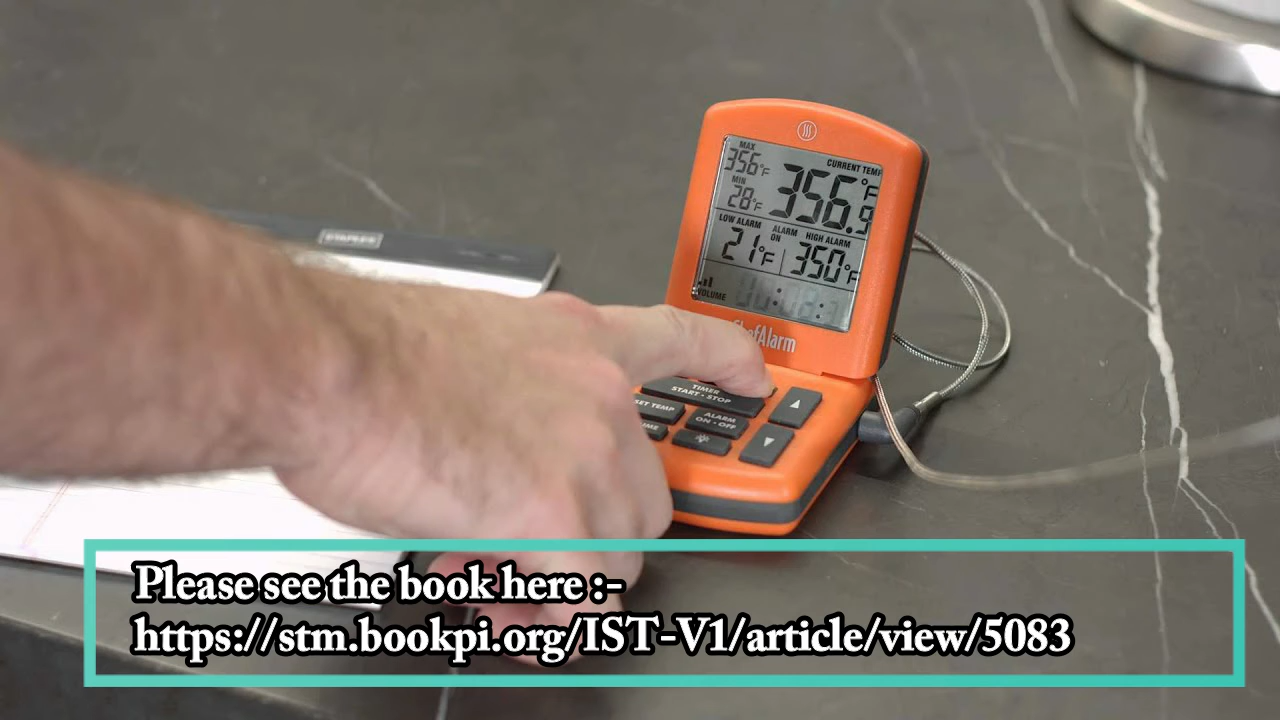 STAPLES
MAX
356°F
CURRENT TEMP
356.9°F
MIN
28°F
LOW ALARM
ALARM ON
HIGH ALARM
21°F
350°F
VOLUME
ChefAlarm
TIMER
START • STOP
SET TEMP
ALARM
ON • OFF
Please see the book here :-
https://stm.bookpi.org/IST-V1/article/view/5083